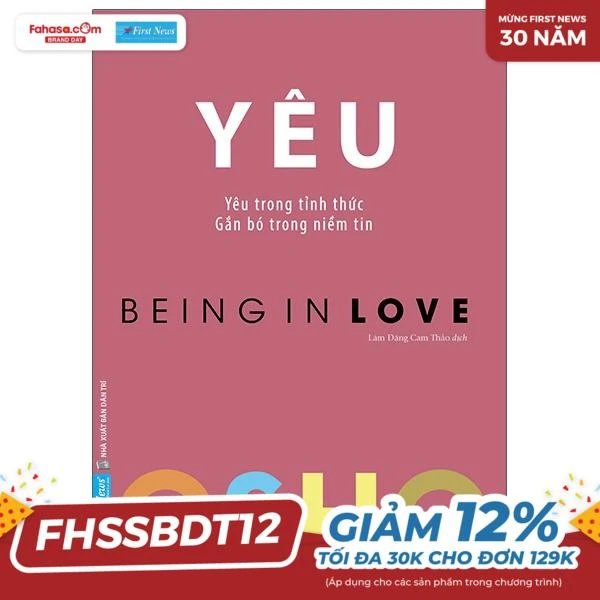 Fahasa.com
BRAND DAY
First News
MỪNG FIRST NEWS
30 NĂM
YÊU
Yêu trong tỉnh thức
Gắn bó trong niềm tin
BEING IN LOVE
Lâm Đặng Cam Thảo dịch
NHÀ XUẤT BẢN DÂN TRÍ
News
OSHO
FHSSBDT12
GIẢM 12%
TỐI ĐA 30K CHO ĐƠN 129K
(Áp dụng cho các sản phẩm trong chương trình)